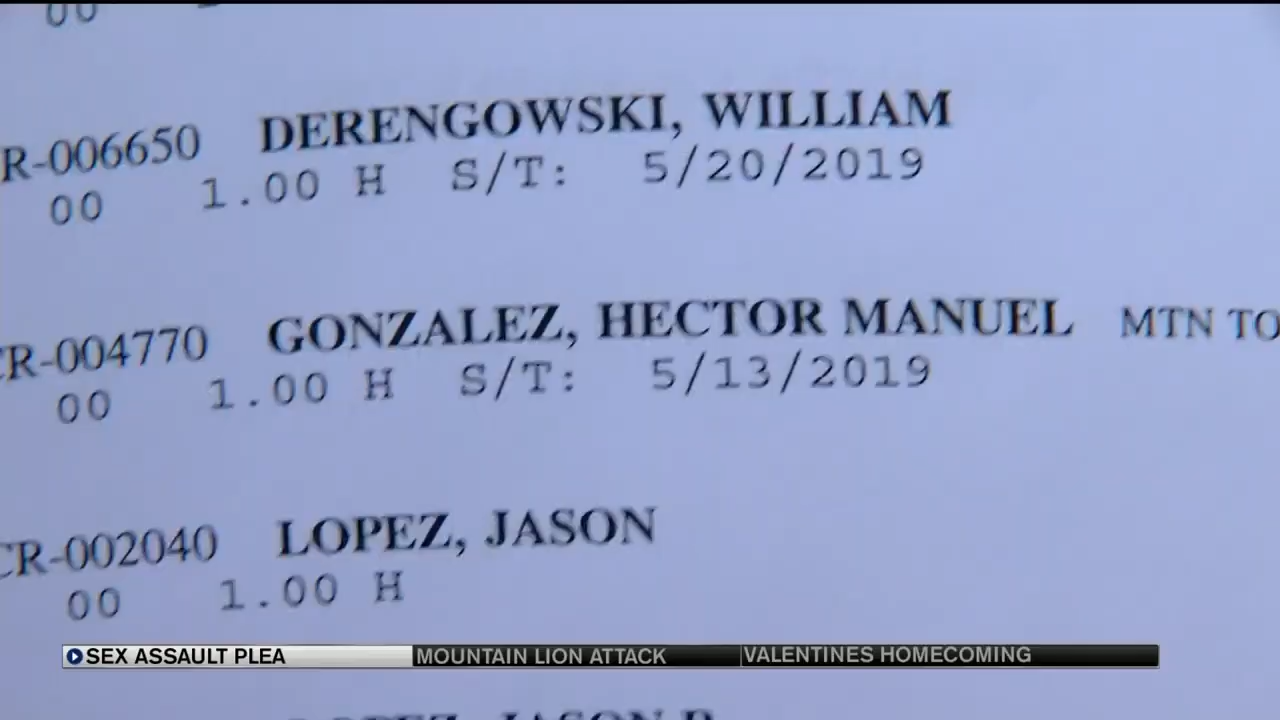 00
R-006650 DERENGOWSKI, WILLIAM
00 1.00 H S/T: 5/20/2019
CR-004770 GONZALEZ, HECTOR MANUEL MTN TO
00 1.00 H S/T: 5/13/2019
CR-002040 LOPEZ, JASON
00 1.00 H
SEX ASSAULT PLEA MOUNTAIN LION ATTACK VALENTINES HOMECOMING